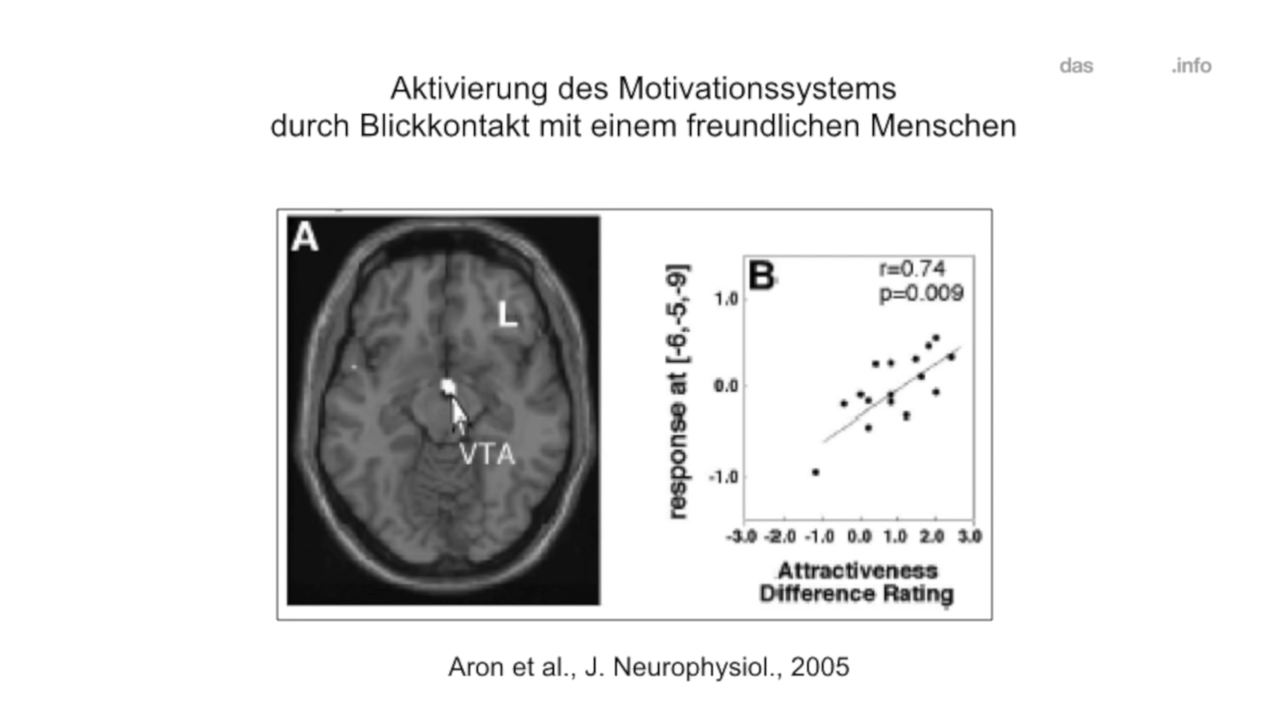 das .info
Aktivierung des Motivationssystems
durch Blickkontakt mit einem freundlichen Menschen
A
L
VTA
B
r=0.74
p=0.009
response at [-6,-5,-9]
1.0
0.0
-1.0
-3.0 -2.0 -1.0 0.0 1.0 2.0 3.0
Attractiveness
Difference Rating
Aron et al., J. Neurophysiol., 2005